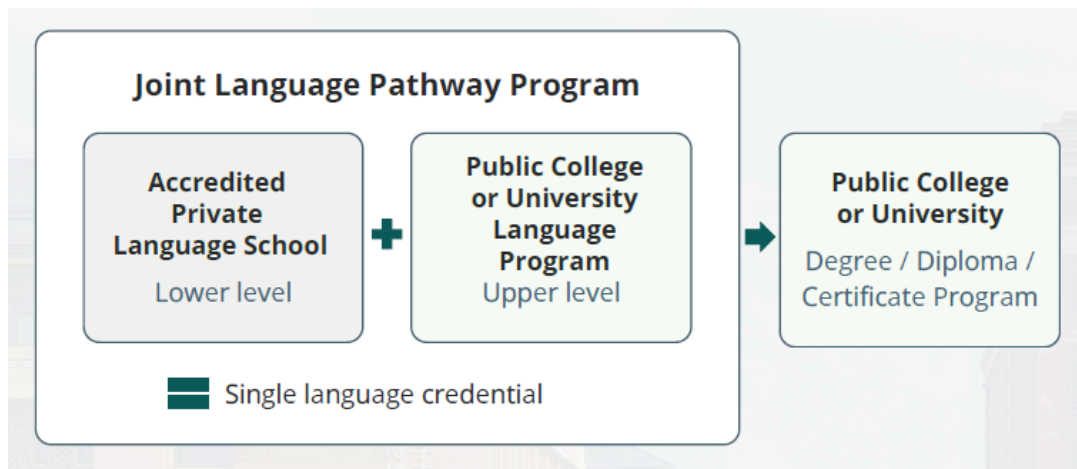 Joint Language Pathway Program
Accredited
Private
Language School
Lower level
Public College
or University
Language
Program
Upper level
Single language credential
Public College
or University
Degree / Diploma /
Certificate Program